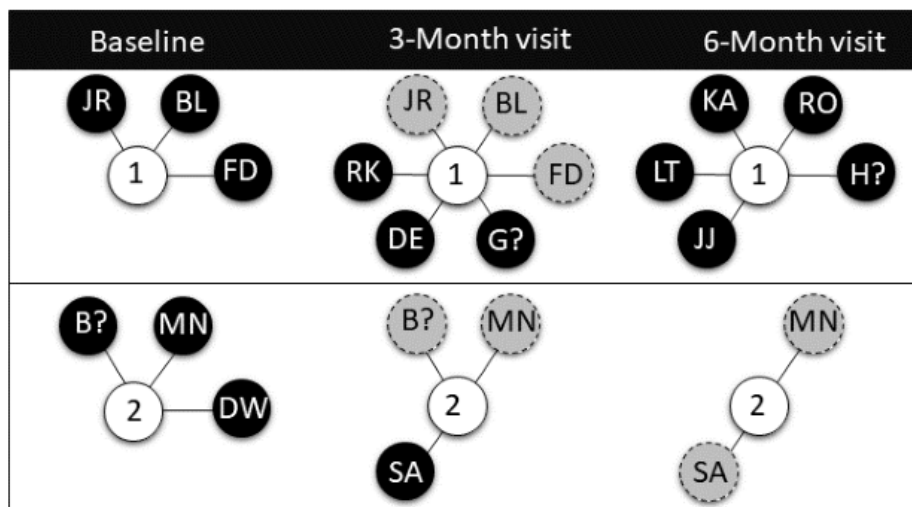 Baseline 3-Month visit 6-Month visit
JR BL JR BL KA RO
1 FD RK 1 FD LT 1 H?
DE G? JJ
B? MN B? MN MN
2 DW 2 2
SA SA